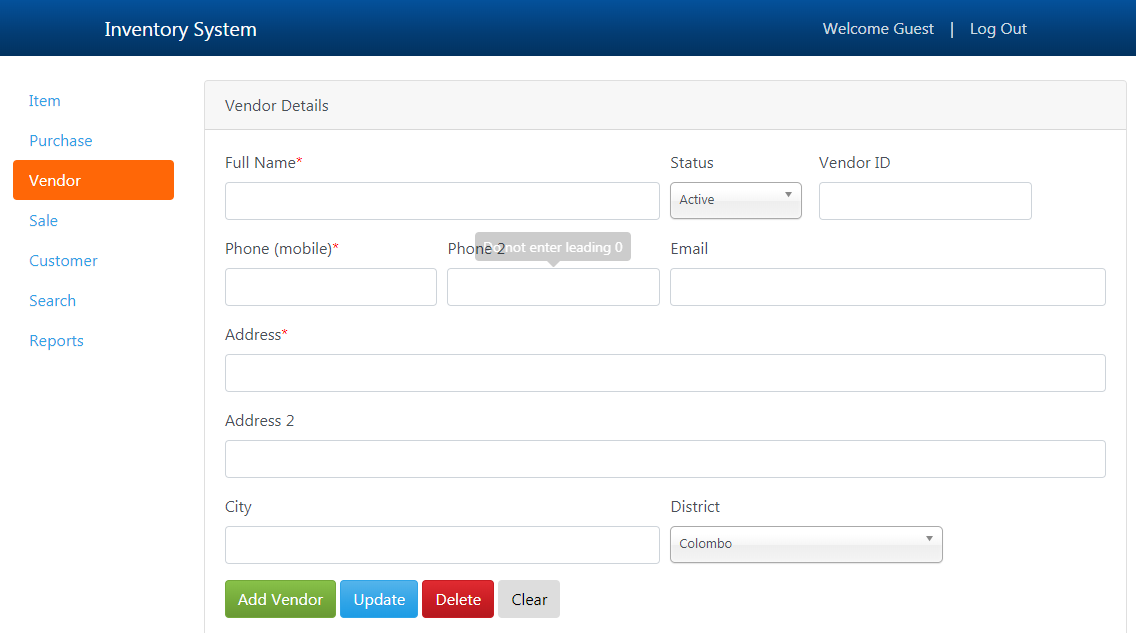 Inventory System
Welcome Guest | Log Out
Item
Purchase
Vendor
Sale
Customer
Search
Reports
Vendor Details
Full Name*
Status
Vendor ID
Active
Phone (mobile)*
Phone 2
not enter leading 0
Email
Address*
Address 2
City
District
Colombo
Add Vendor
Update
Delete
Clear